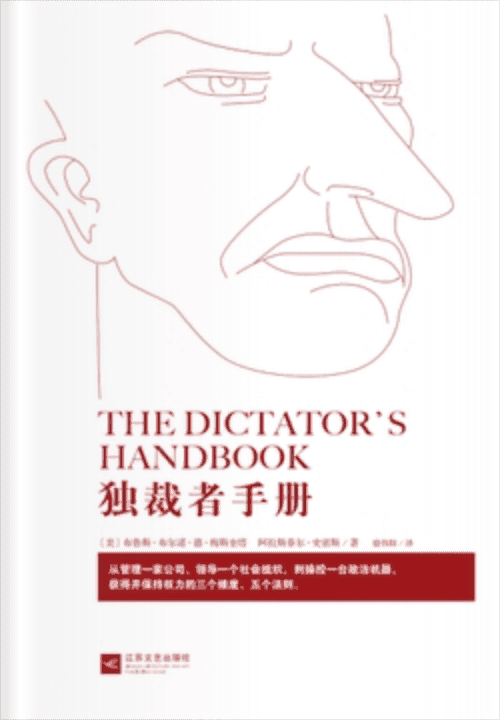 THE DICTATOR'S
HANDBOOK
独裁者手册
［美］布鲁斯·布尔诺·德·梅斯奎塔 阿拉斯泰尔·史密斯／著 骆伟阳／译
从管理一家公司、领导一个社会组织，到操控一台政治机器，
获得并保持权力的三个维度、五个法则。
江苏文艺出版社